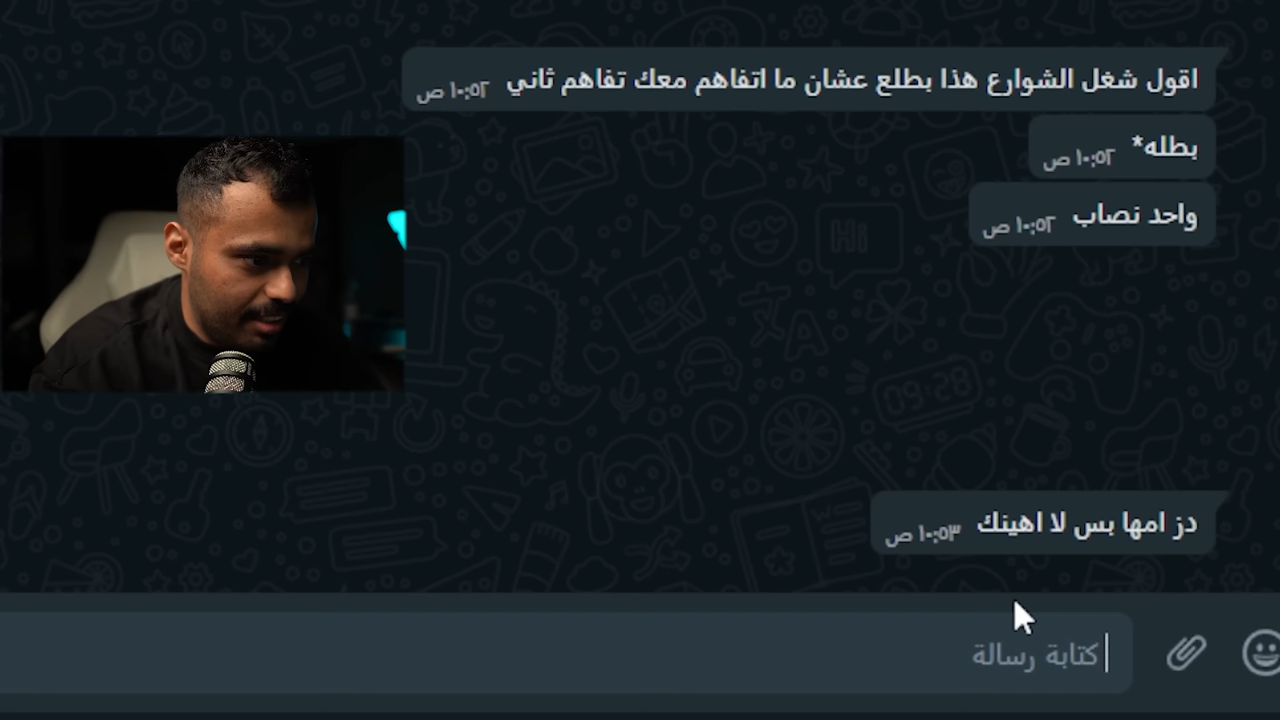 اقول شغل الشوارع هذا بطلع عشان ما اتفاهم معك تفاهم ثاني ١٠:٥٢ ص
بطله* ١٠:٥٢ ص
واحد نصاب ١٠:٥٢ ص
دز امها بس لا اهينك ١٠:٥٣ ص
كتابة رسالة